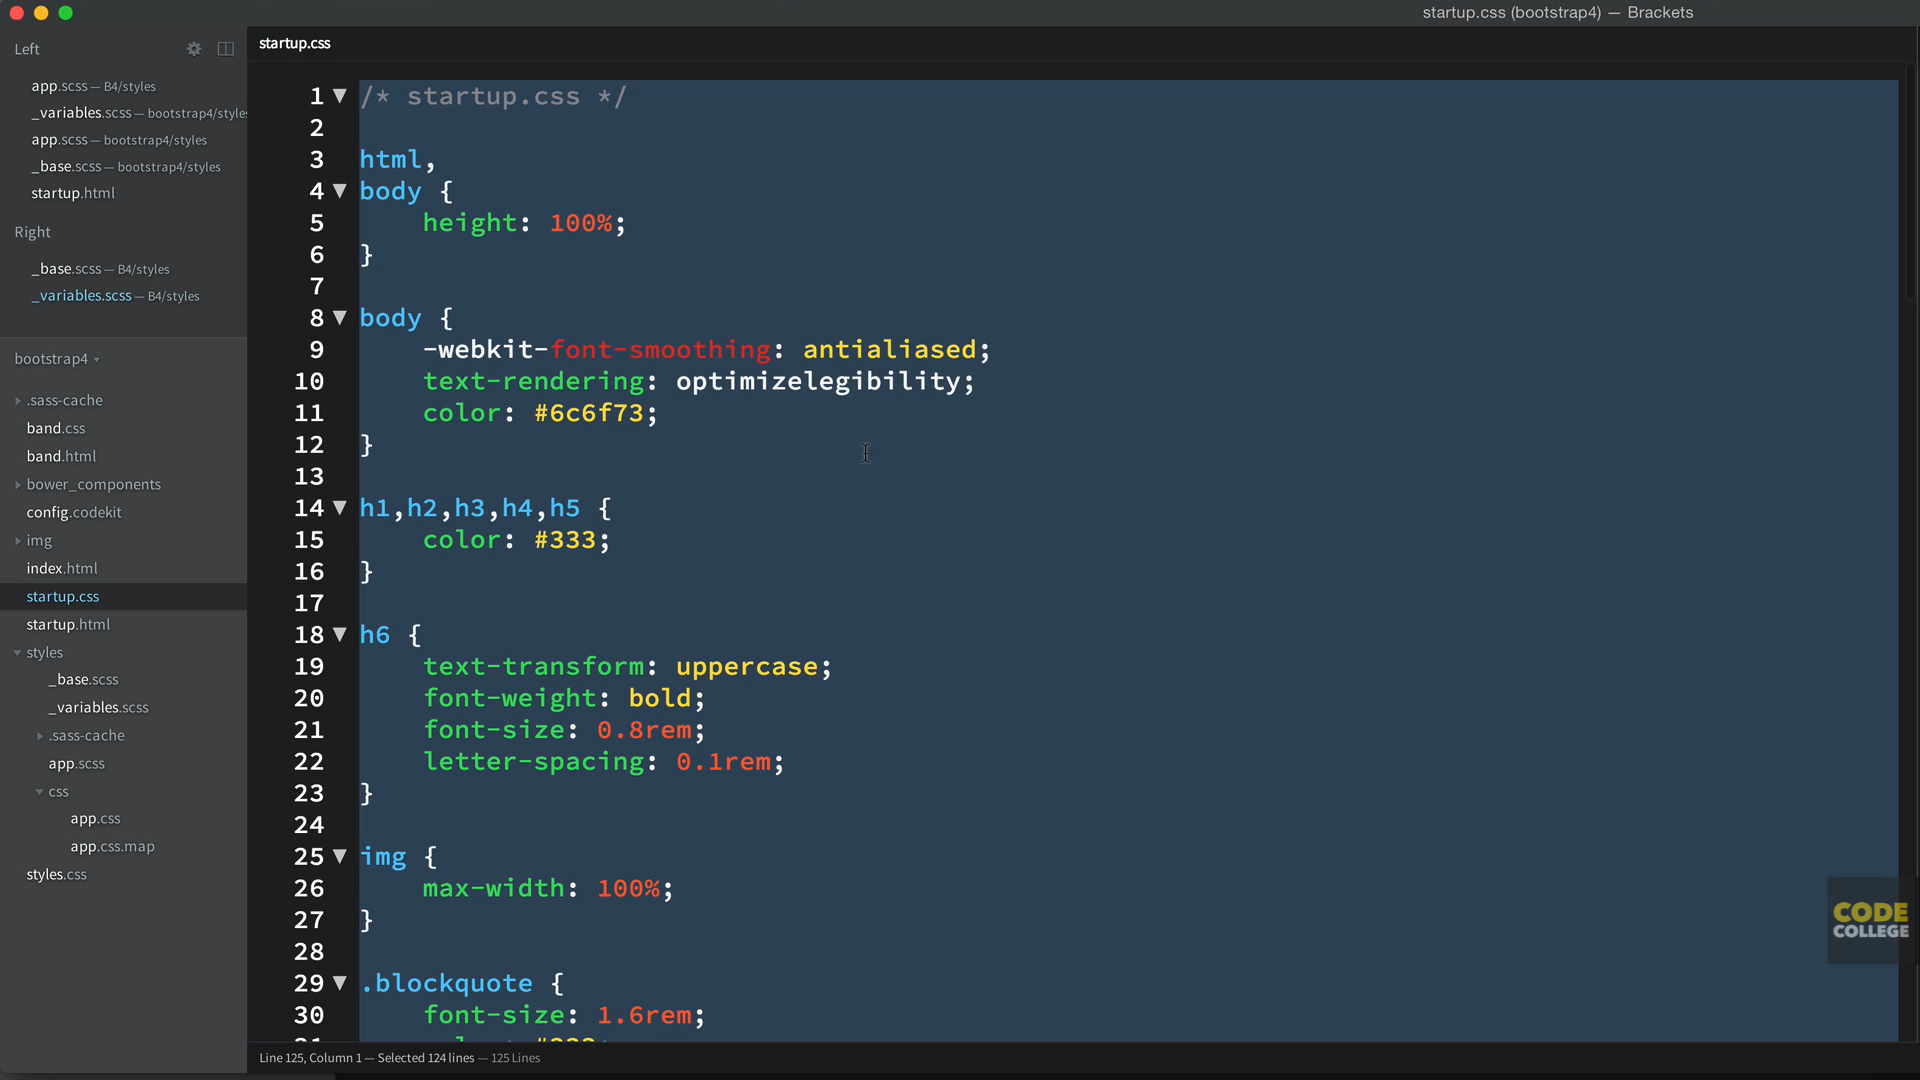 startup.css (bootstrap4) — Brackets
Left
app.scss — B4/styles
_variables.scss — bootstrap4/styles
app.scss — bootstrap4/styles
_base.scss — bootstrap4/styles
startup.html
Right
_base.scss — B4/styles
_variables.scss — B4/styles
bootstrap4
.sass-cache
band.css
band.html
bower_components
config.codekit
img
index.html
startup.css
startup.html
styles
_base.scss
_variables.scss
.sass-cache
app.scss
css
app.css
app.css.map
styles.css
startup.css
1 /* startup.css */
2
3 html,
4 body {
5 height: 100%;
6 }
7
8 body {
9 -webkit-font-smoothing: antialiased;
10 text-rendering: optimizelegibility;
11 color: #6c6f73;
12 }
13
14 h1,h2,h3,h4,h5 {
15 color: #333;
16 }
17
18 h6 {
19 text-transform: uppercase;
20 font-weight: bold;
21 font-size: 0.8rem;
22 letter-spacing: 0.1rem;
23 }
24
25 img {
26 max-width: 100%;
27 }
28
29 .blockquote {
30 font-size: 1.6rem;
CODE
COLLEGE
Line 125, Column 1 — Selected 124 lines — 125 Lines